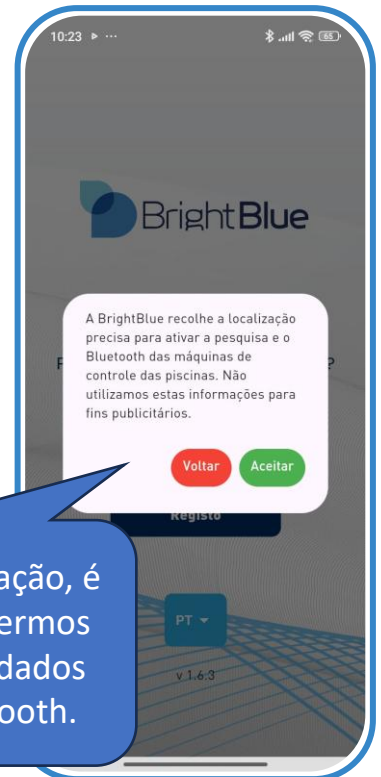 10:23
65
BrightBlue
A BrightBlue recolhe a localização
precisa para ativar a pesquisa e o
Bluetooth das máquinas de
controle das piscinas. Não
utilizamos estas informações para
fins publicitários.
Voltar Aceitar
Registo
PT
v 1.6.3
ação, é
ermos
dados
ooth.